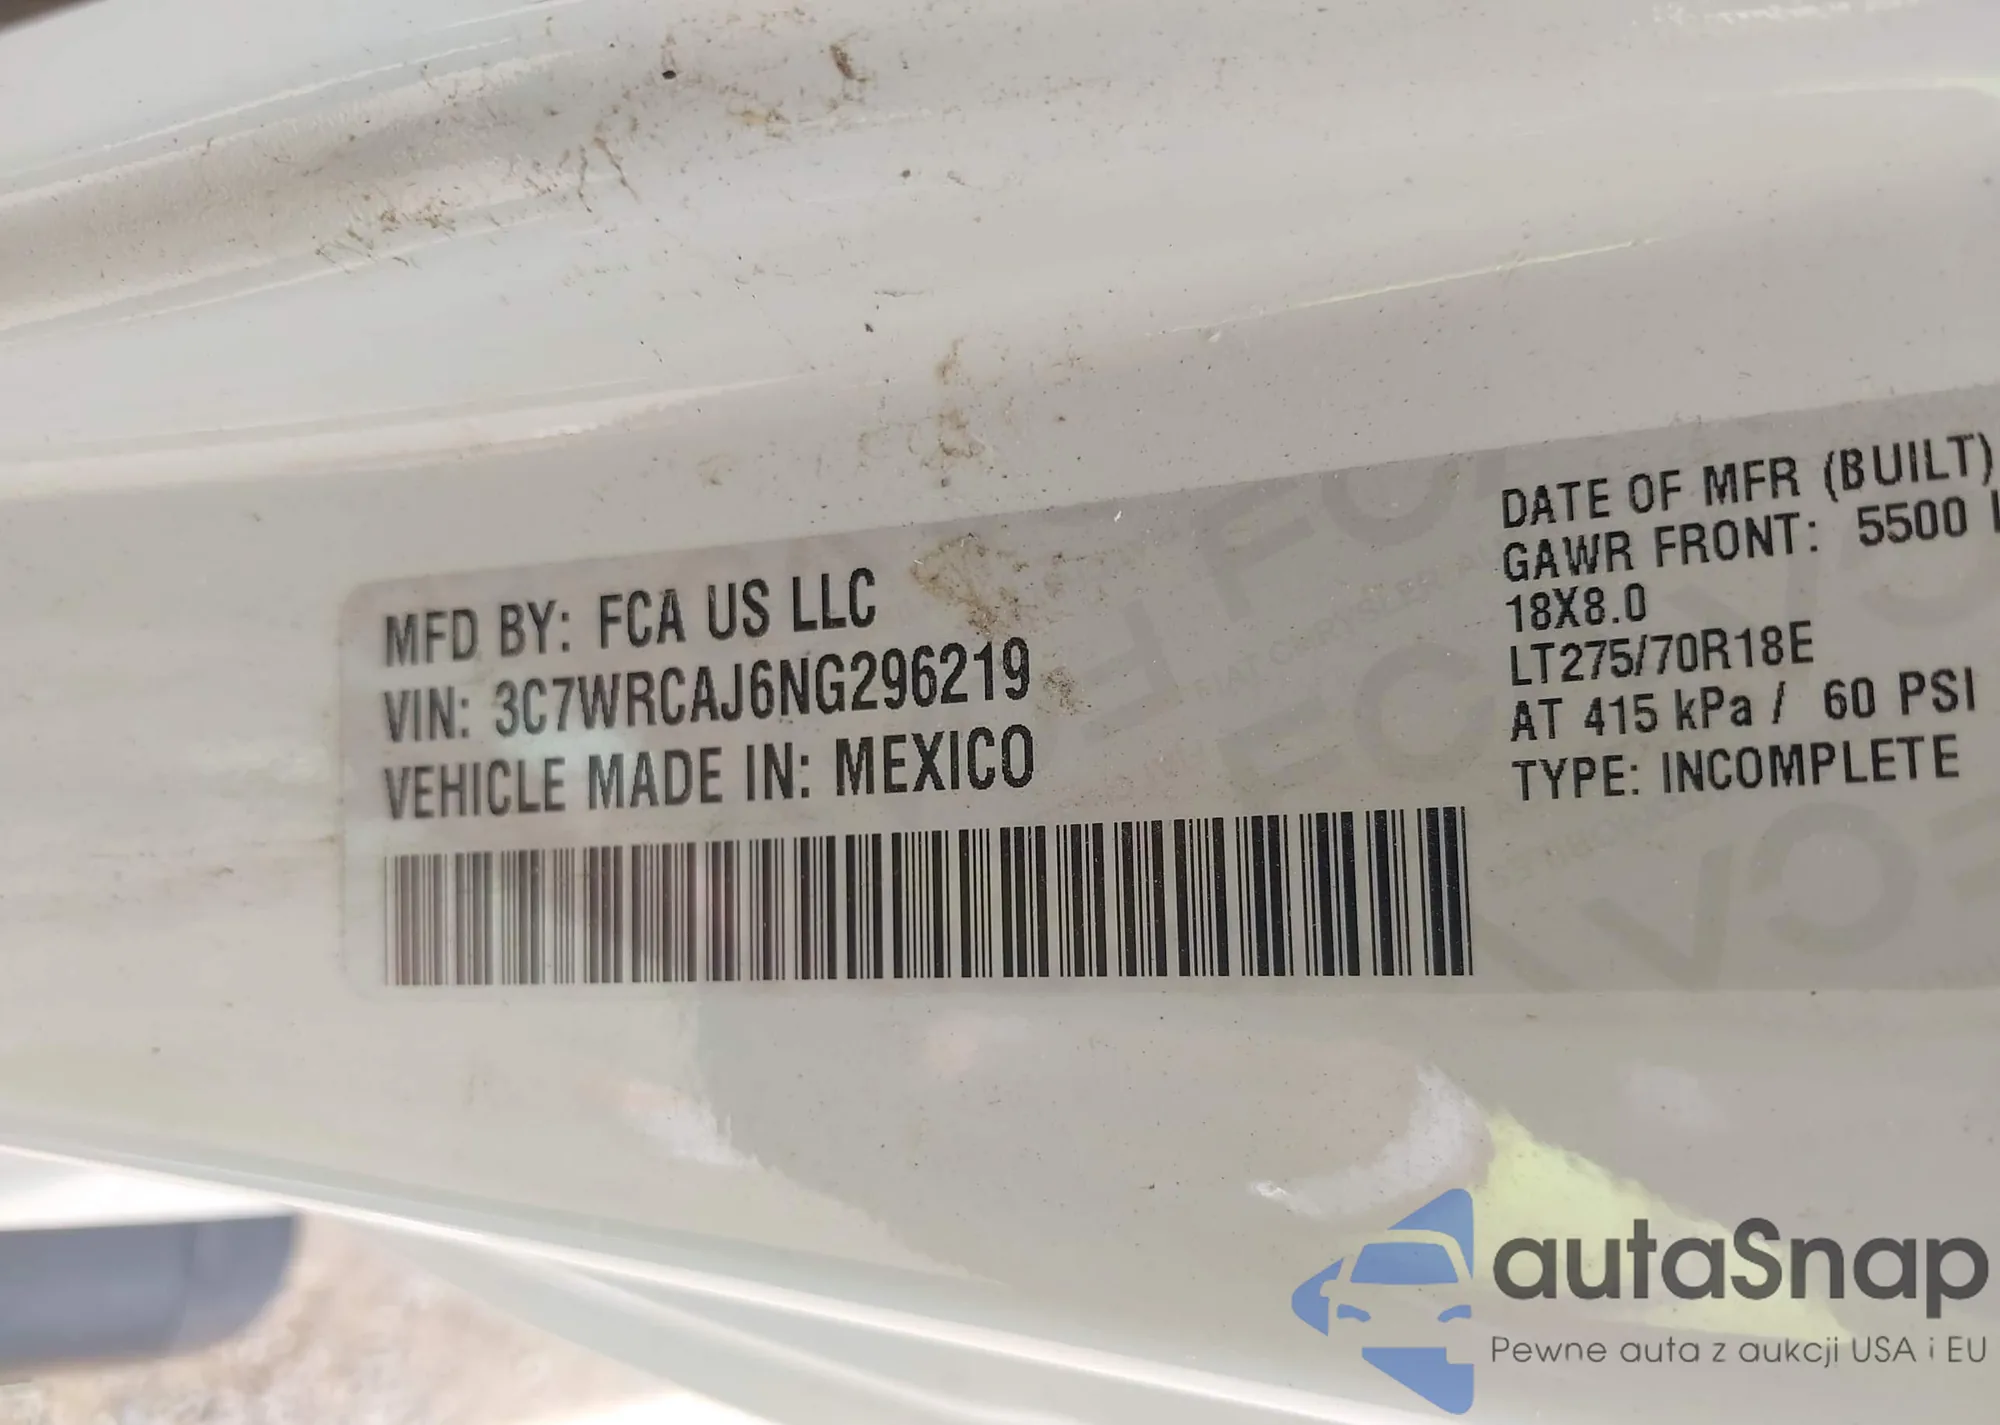 MFD BY: FCA US LLC
VIN: 3C7WRCAJ6NG296219
VEHICLE MADE IN: MEXICO
DATE OF MFR (BUILT)
GAWR FRONT: 5500
18X8.0
LT275/70R18E
AT 415 kPa / 60 PSI
TYPE: INCOMPLETE
autaSnap
Pewne auta z aukcji USA i EU